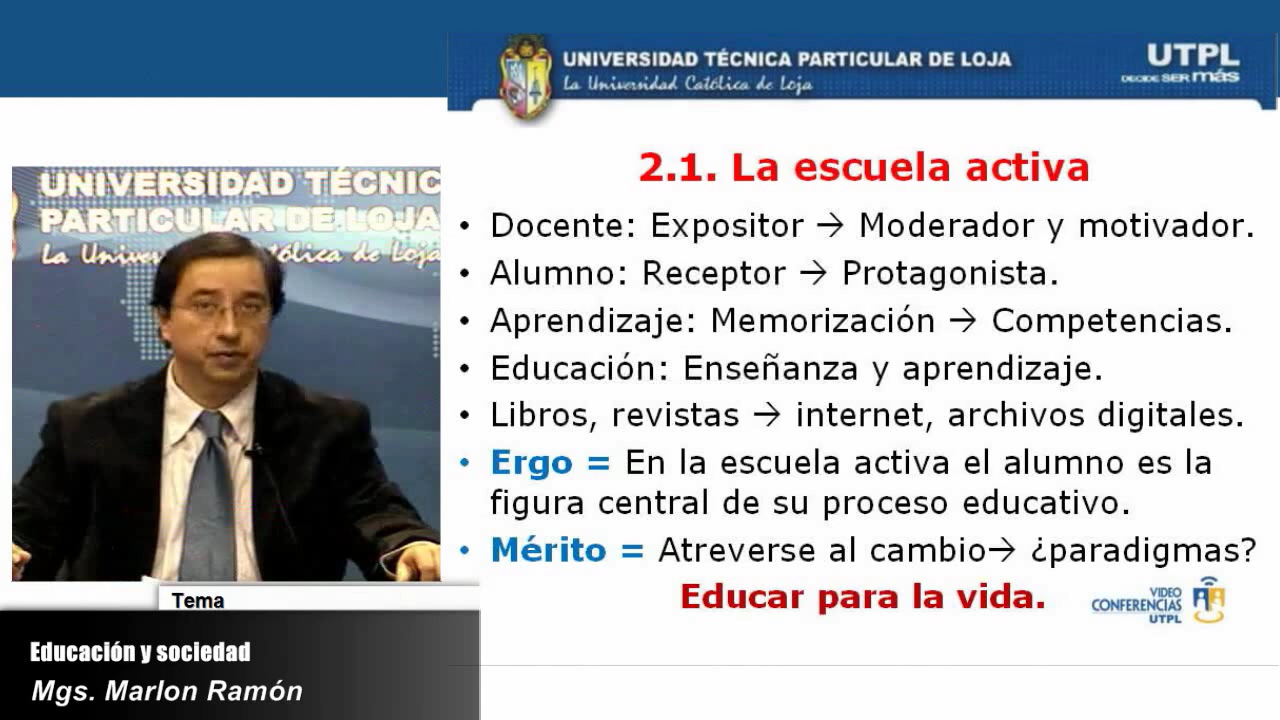 UNIVERSIDAD TÉCNICA PARTICULAR DE LOJA
La Universidad Católica de Loja
UTPL
DECIDE SER más
2.1. La escuela activa
• Docente: Expositor → Moderador y motivador.
• Alumno: Receptor → Protagonista.
• Aprendizaje: Memorización → Competencias.
• Educación: Enseñanza y aprendizaje.
• Libros, revistas → internet, archivos digitales.
• Ergo = En la escuela activa el alumno es la
figura central de su proceso educativo.
• Mérito = Atreverse al cambio→ ¿paradigmas?
Educar para la vida.
VIDEO
CONFERENCIAS
UTPL
UNIVERSIDAD TÉCNIC
PARTICULAR DE LOJA
La Universidad Católica de Loja
Tema
Educación y sociedad
Mgs. Marlon Ramón